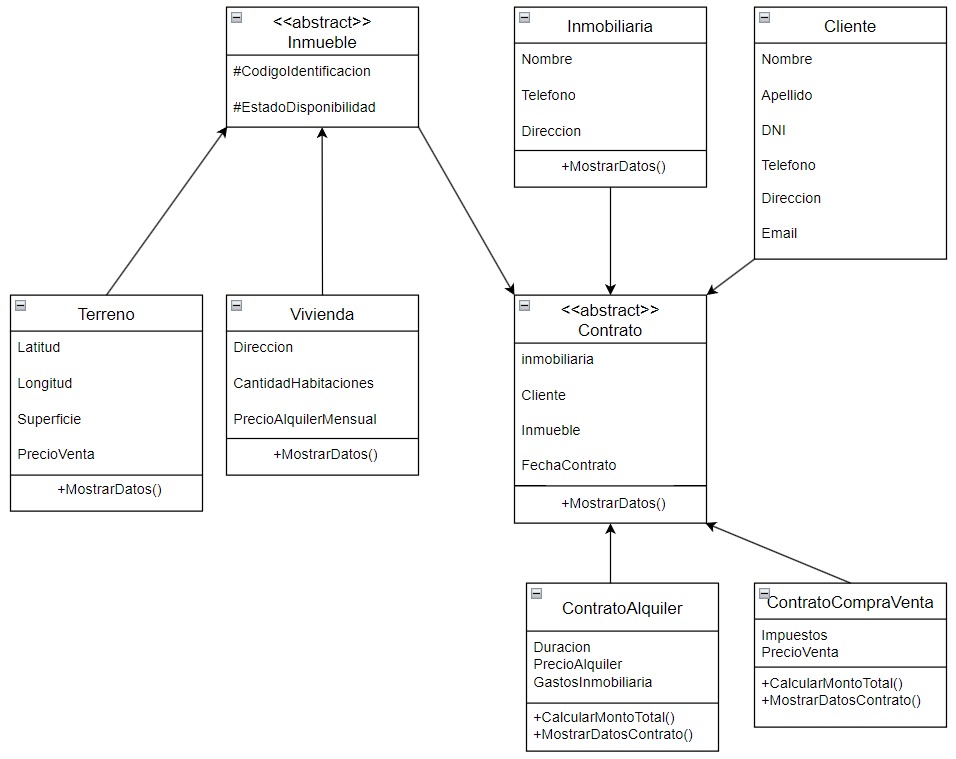 <<abstract>>
Inmueble
#CodigoIdentificacion
#EstadoDisponibilidad
Inmobiliaria
Nombre
Telefono
Direccion
+MostrarDatos()
Cliente
Nombre
Apellido
DNI
Telefono
Direccion
Email
Terreno
Latitud
Longitud
Superficie
PrecioVenta
+MostrarDatos()
Vivienda
Direccion
CantidadHabitaciones
PrecioAlquilerMensual
+MostrarDatos()
<<abstract>>
Contrato
inmobiliaria
Cliente
Inmueble
FechaContrato
+MostrarDatos()
ContratoAlquiler
Duracion
PrecioAlquiler
GastosInmobiliaria
+CalcularMontoTotal()
+MostrarDatosContrato()
ContratoCompraVenta
Impuestos
PrecioVenta
+CalcularMontoTotal()
+MostrarDatosContrato()